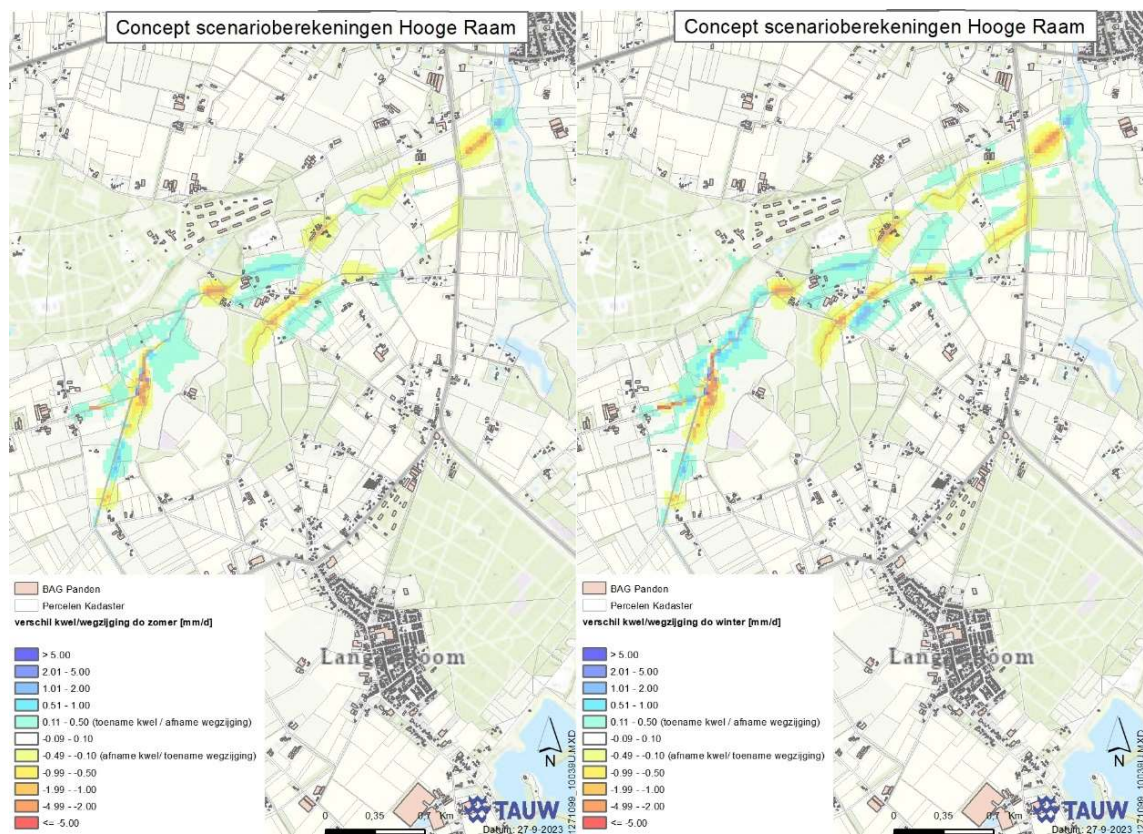 Concept scenarioberekeningen Hooge Raam
BAG Panden
Percelen Kadaster
verschil kwel/wegzijging do zomer [mm/d]
> 5.00
2.01 - 5.00
1.01 - 2.00
0.51 - 1.00
0.11 - 0.50 (toename kwel / afname wegzijging)
-0.09 - 0.10
-0.49 - -0.10 (afname kwel/ toename wegzijging)
-0.99 - -0.50
-1.99 - -1.00
-4.99 - -2.00
<= -5.00
N
TAUW
0 0,35 0,7 Km
Datum: 27-9-2023
Concept scenarioberekeningen Hooge Raam
BAG Panden
Percelen Kadaster
verschil kwel/wegzijging do winter [mm/d]
> 5.00
2.01 - 5.00
1.01 - 2.00
0.51 - 1.00
0.11 - 0.50 (toename kwel / afname wegzijging)
-0.09 - 0.10
-0.49 - -0.10 (afname kwel/ toename wegzijging)
-0.99 - -0.50
-1.99 - -1.00
-4.99 - -2.00
<= -5.00
N
TAUW
0 0,35 0,7 Km
Datum: 27-9-2023